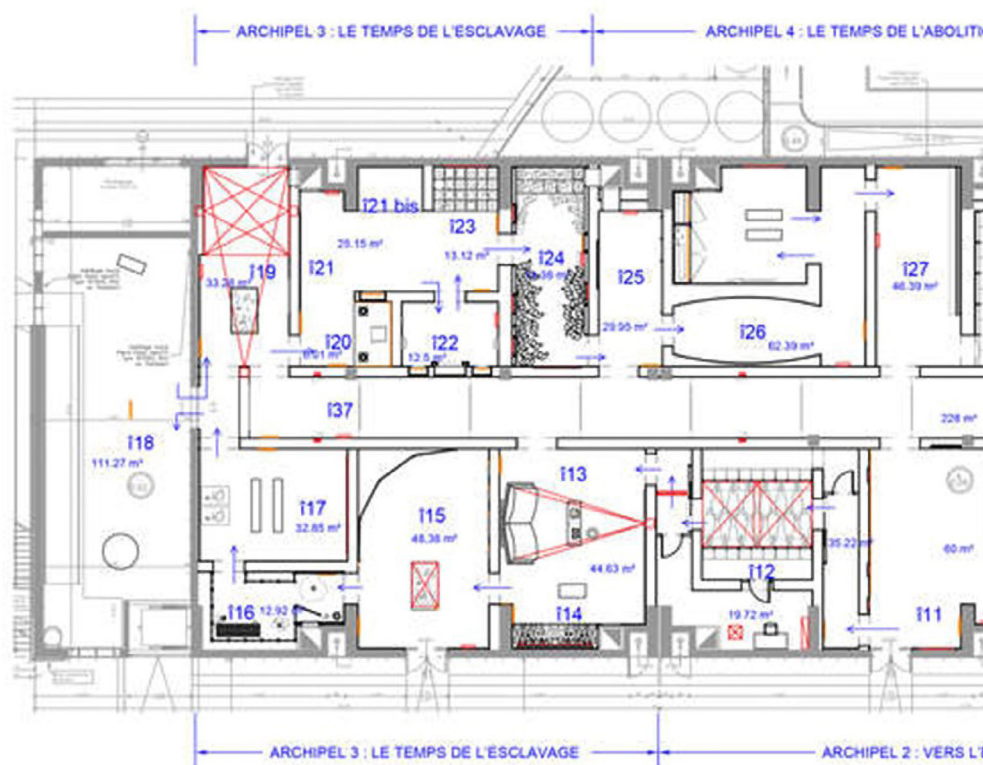 ARCHIPEL 3 : LE TEMPS DE L'ESCLAVAGE
ARCHIPEL 4 : LE TEMPS DE L'ABOLITI
î21 bis
î23
13.12 m²
25.15 m²
î19
î21
î24
î25
29.95 m²
î27
46.39 m²
î26
62.39 m²
î20
î22
12.5 m²
î37
228 m²
î18
111.27 m²
î17
32.85 m²
î15
48,36 m²
î13
44.63 m²
35.22 m²
60 m²
î12
î16
12.92 m²
î14
19.72 m²
î11
ARCHIPEL 3 : LE TEMPS DE L'ESCLAVAGE
ARCHIPEL 2 : VERS L'